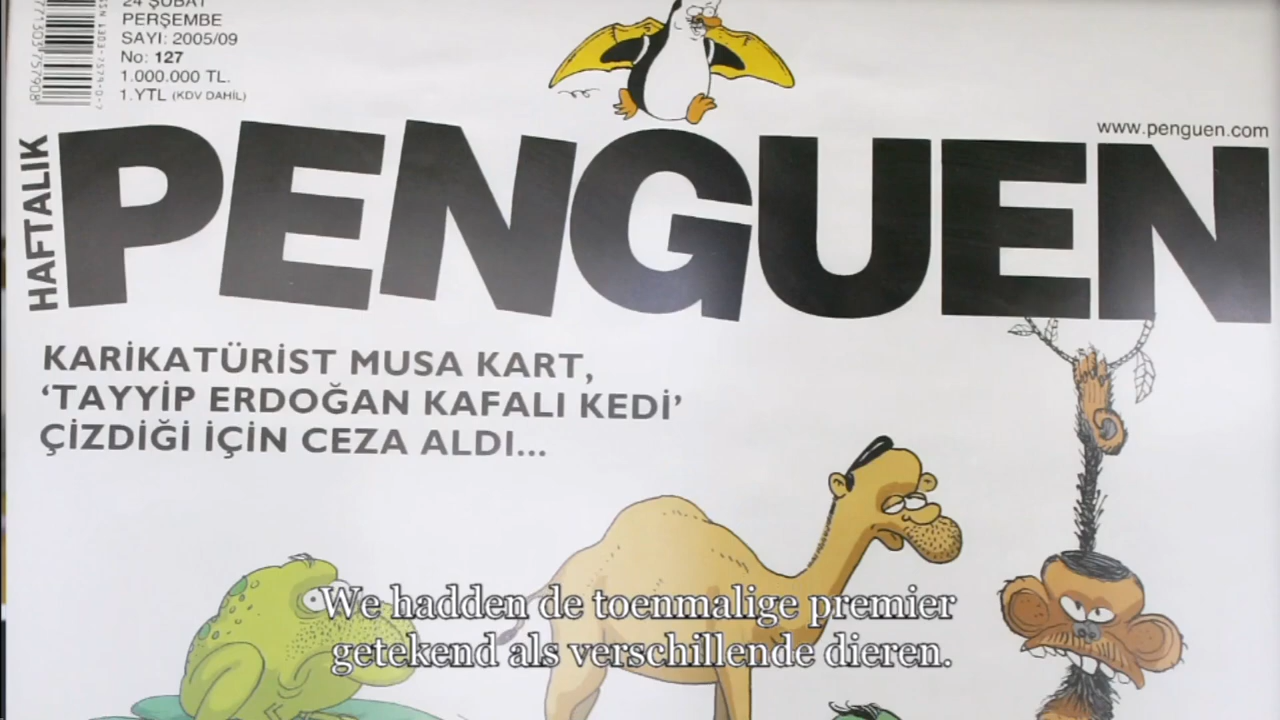 24 ŞUBAT
PERŞEMBE
SAYI: 2005/09
No: 127
1.000.000 TL.
1.YTL (KDV DAHİL)
www.penguen.com
HAFTALIK
PENGUEN
KARİKATÜRİST MUSA KART,
‘TAYYİP ERDOĞAN KAFALI KEDİ’
ÇİZDİĞİ İÇİN CEZA ALDI...
We hadden de toenmalige premier
getekend als verschillende dieren.